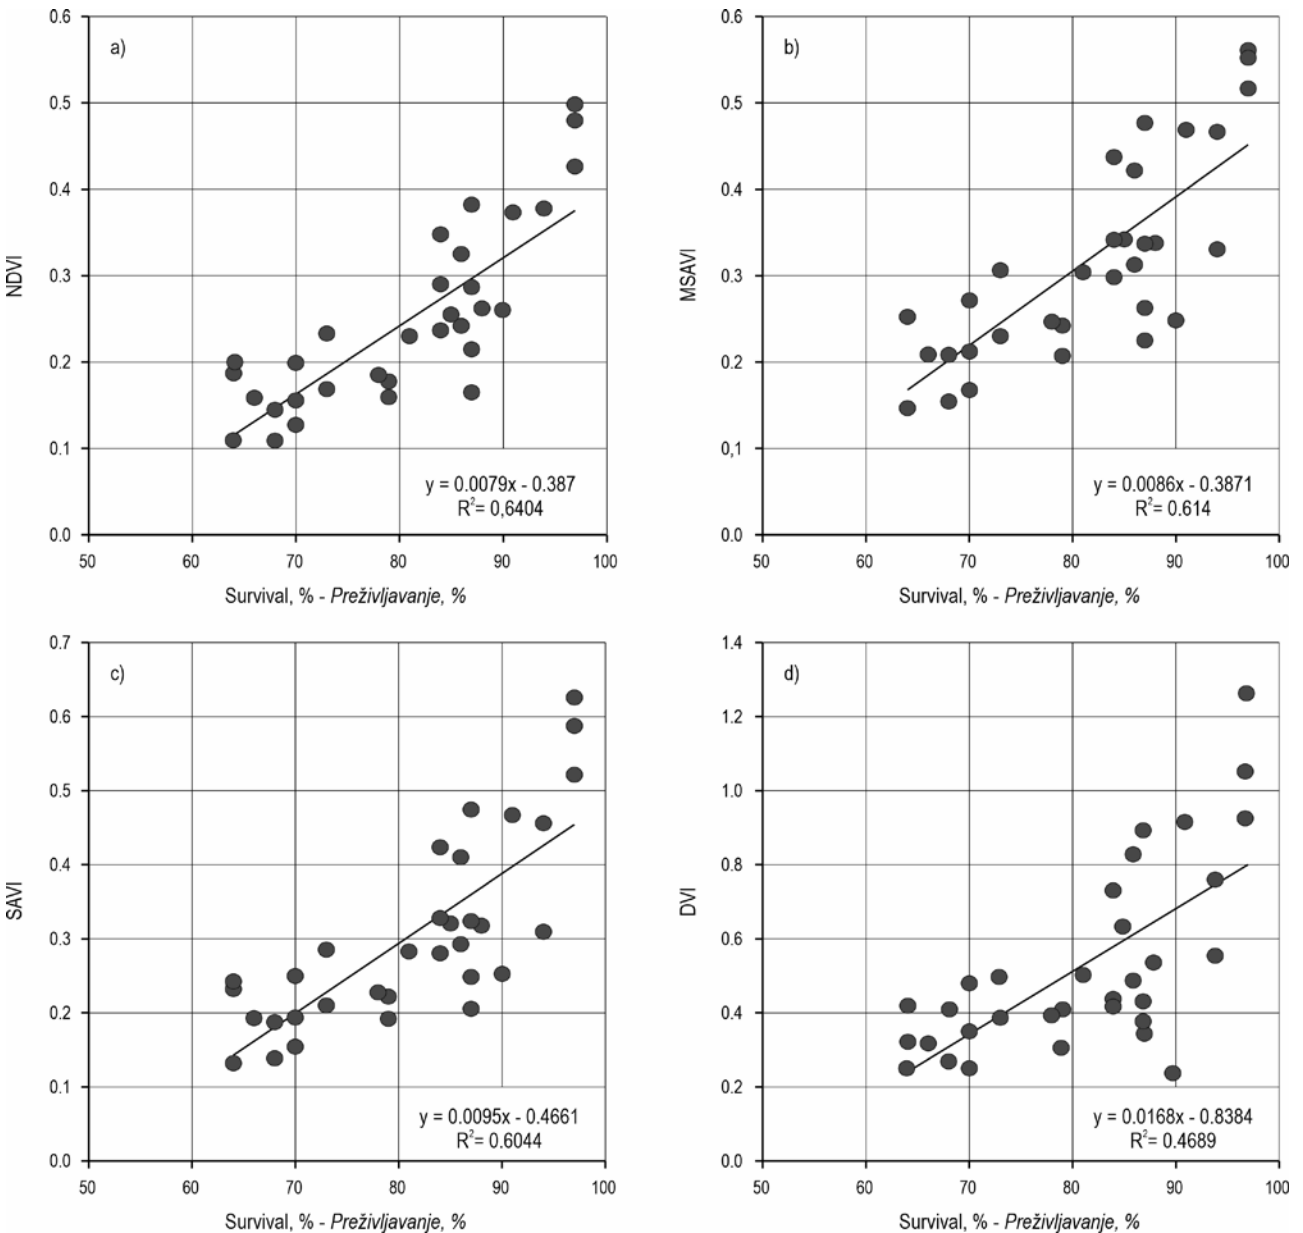 a)
NDVI
0.6
0.5
0.4
0.3
0.2
0.1
0.0
50
60
70
80
90
100
y = 0.0079x - 0.387
R²= 0,6404
Survival, % - Preživljavanje, %
b)
MSAVI
0.6
0.5
0.4
0.3
0.2
0,1
0.0
50
60
70
80
90
100
y = 0.0086x - 0.3871
R²= 0.614
Survival, % - Preživljavanje, %
c)
SAVI
0.7
0.6
0.5
0.4
0.3
0.2
0.1
0.0
50
60
70
80
90
100
y = 0.0095x - 0.4661
R²= 0.6044
Survival, % - Preživljavanje, %
d)
DVI
1.4
1.2
1.0
0.8
0.6
0.4
0.2
0.0
50
60
70
80
90
100
y = 0.0168x - 0.8384
R²= 0.4689
Survival, % - Preživljavanje, %